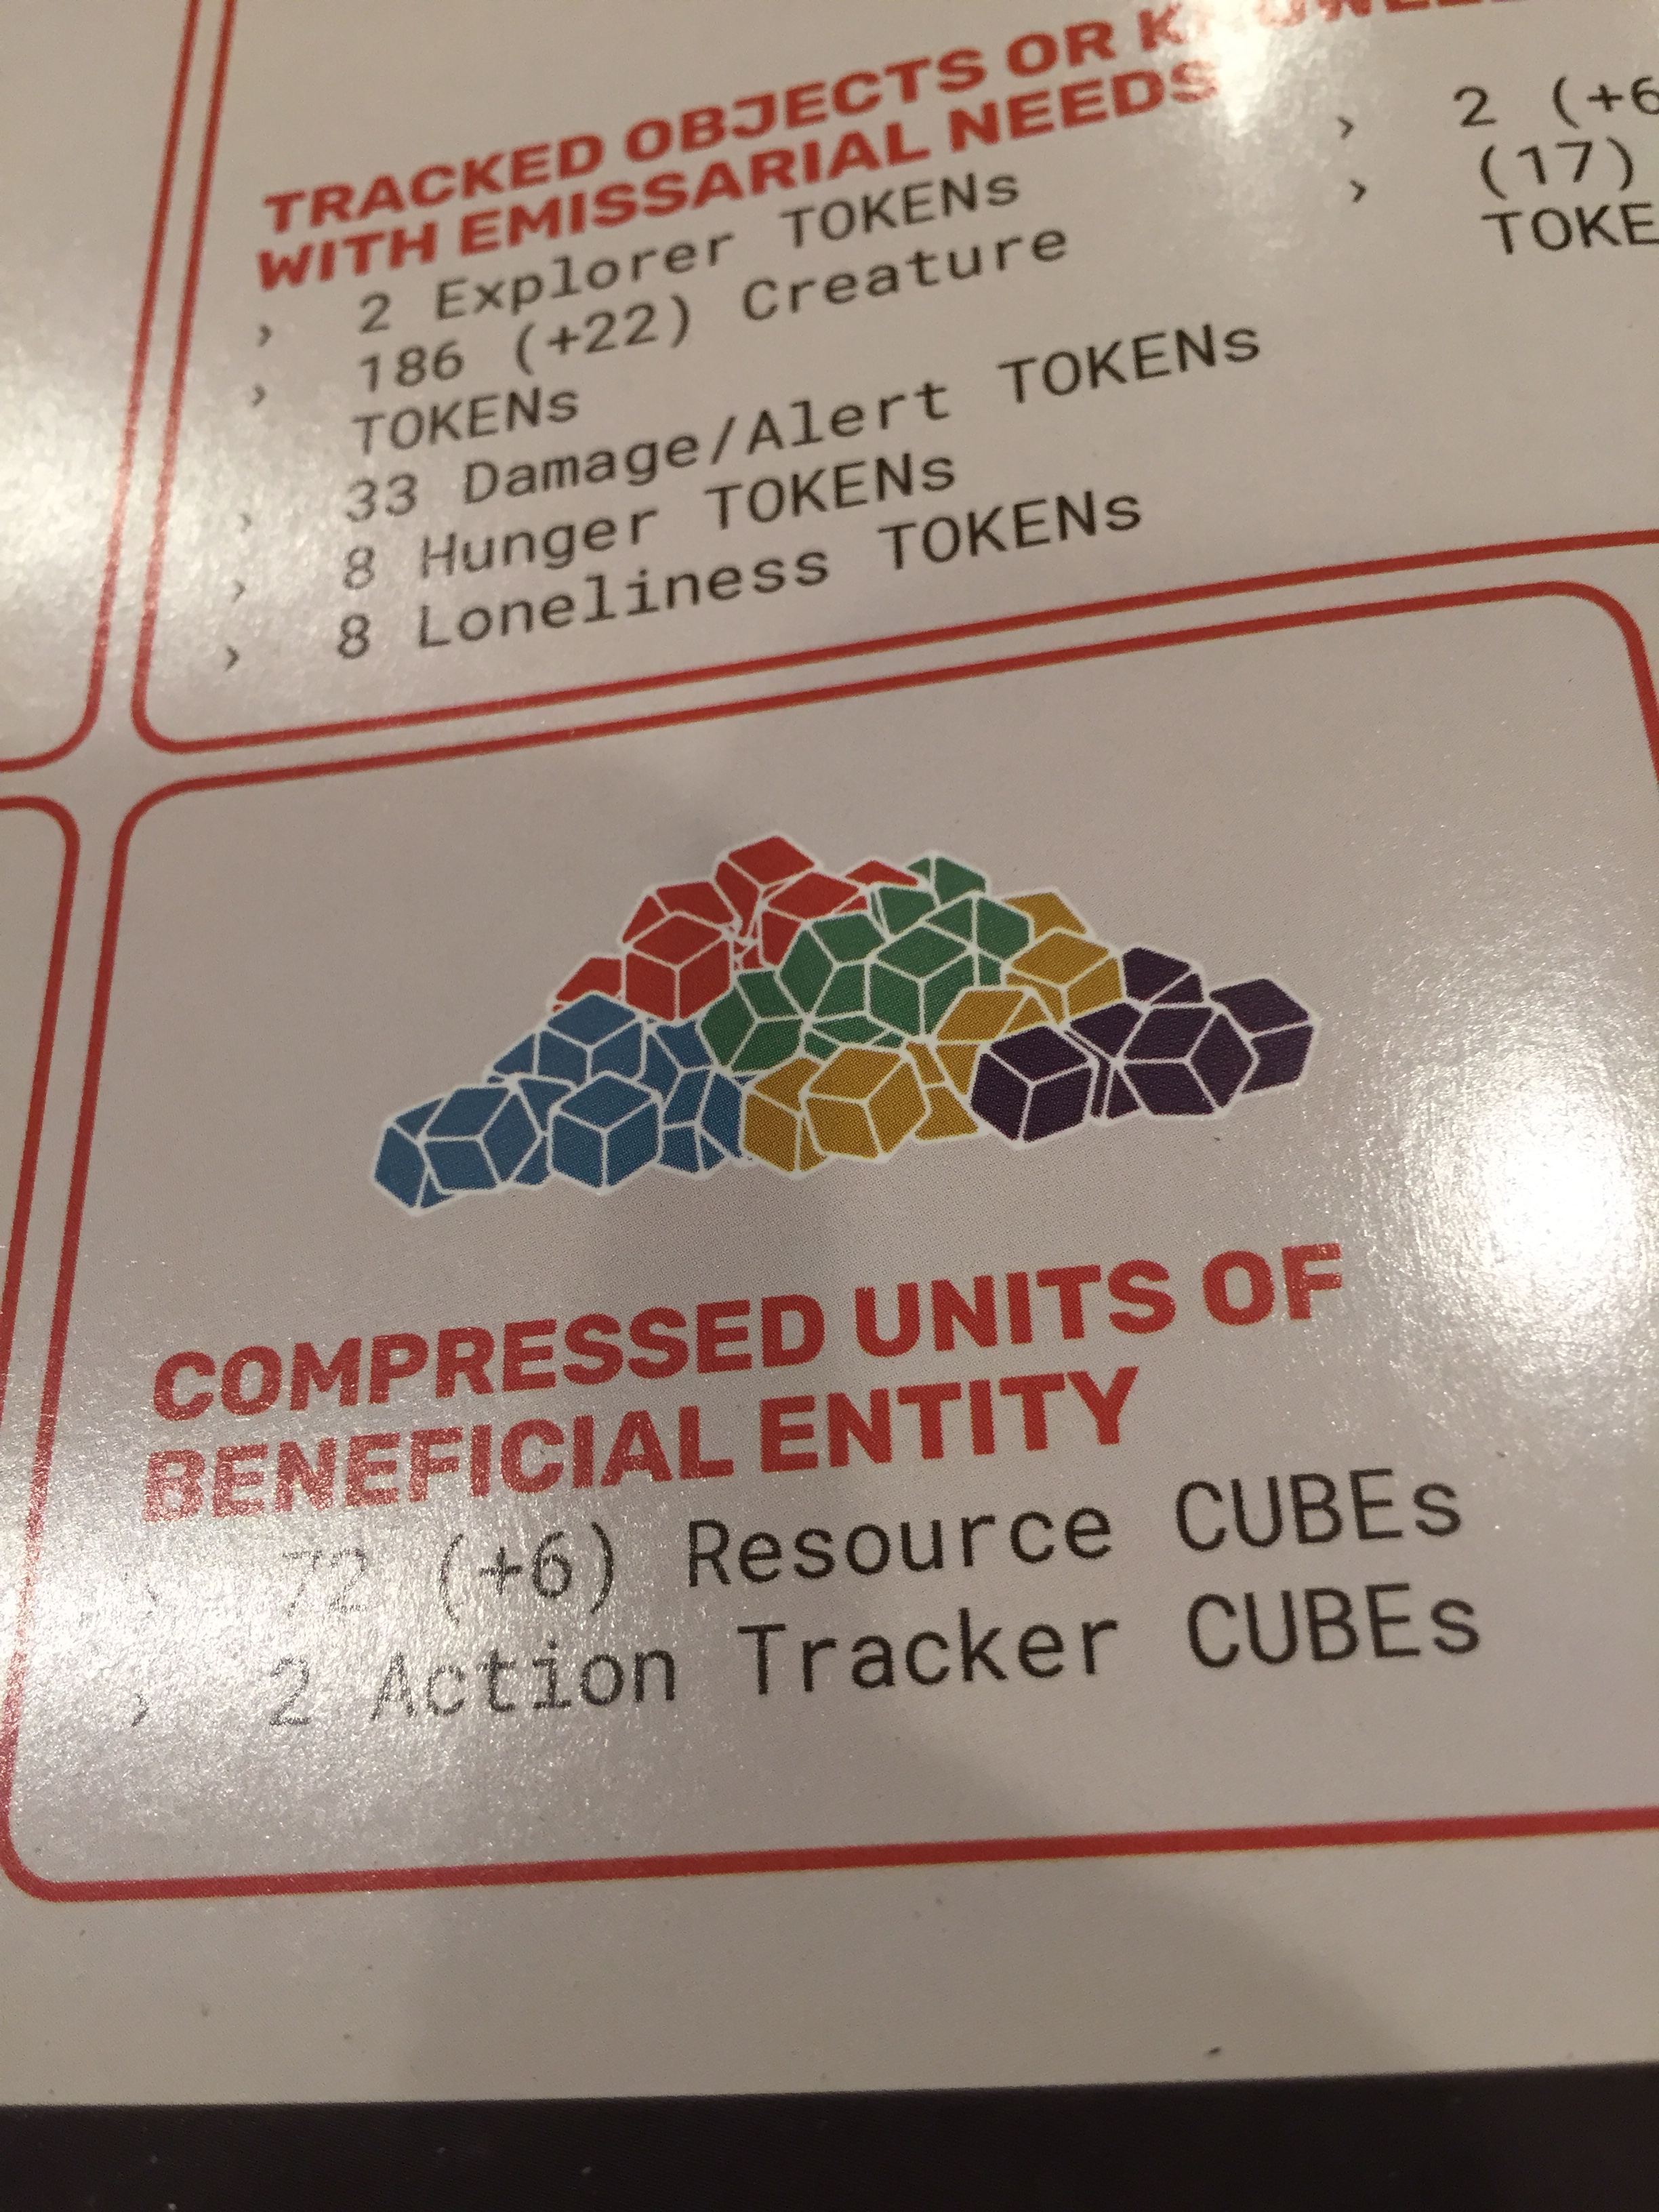 TRACKED OBJECTS OR
WITH EMISSARIAL NEEDS
› 2 Explorer TOKENs
› 186 (+22) Creature
TOKENs
› 33 Damage/Alert TOKENs
› 8 Hunger TOKENs
› 8 Loneliness TOKENs
› 2 (+6
› (17)
COMPRESSED UNITS OF
BENEFICIAL ENTITY
› 72 (+6) Resource CUBEs
› 2 Action Tracker CUBEs